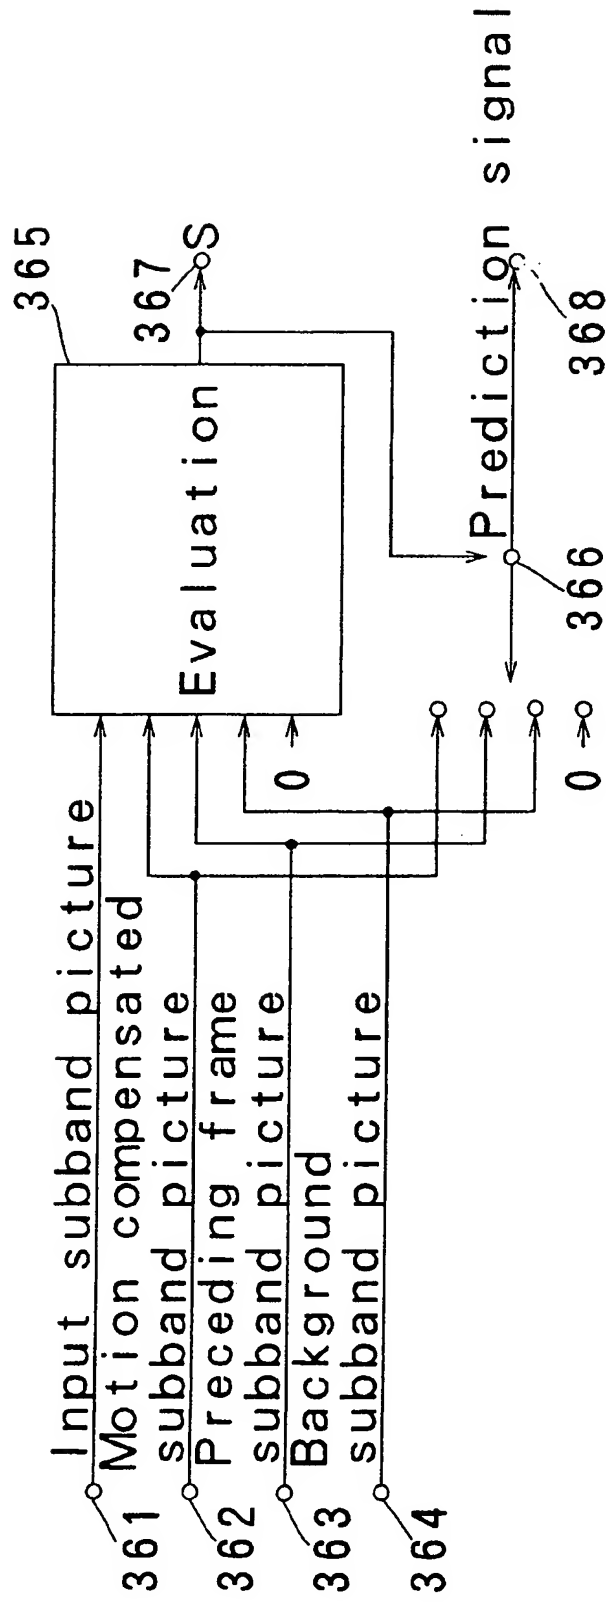 361
Input subband picture
362
Motion compensated
subband picture
363
Preceding frame
subband picture
364
Background
subband picture
0
365
Evaluation
367
S
0
366
Prediction signal
368